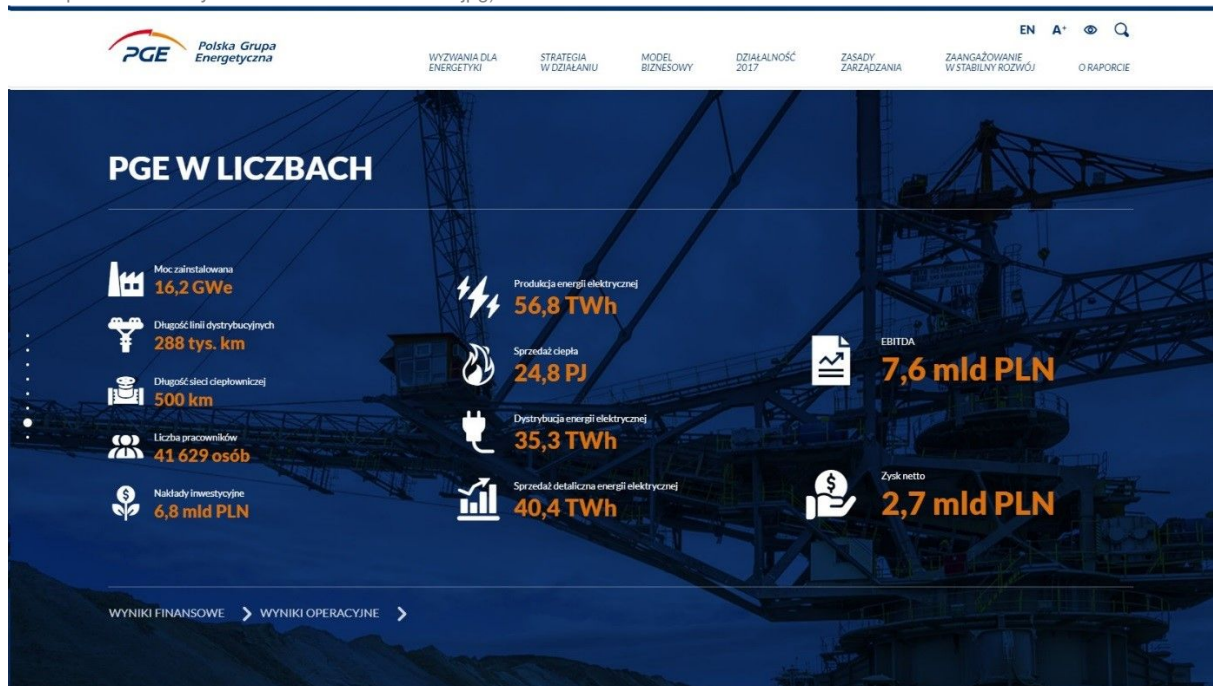 PGE Polska Grupa
Energetyczna
EN A+
WYZWANIA DLA
ENERGETYKI
STRATEGIA
W DZIAŁANIU
MODEL
BIZNESOWY
DZIAŁALNOŚĆ
2017
ZASADY
ZARZĄDZANIA
ZAANGAŻOWANIE
W STABILNY ROZWÓJ
O RAPORCIE
PGE W LICZBACH
Moc zainstalowana
16,2 GWe
Długość linii dystrybucyjnych
288 tys. km
Długość sieci ciepłowniczej
500 km
Liczba pracowników
41 629 osób
Nakłady inwestycyjne
6,8 mld PLN
Produkcja energii elektrycznej
56,8 TWh
Sprzedaż ciepła
24,8 PJ
Dystrybucja energii elektrycznej
35,3 TWh
Sprzedaż detaliczna energii elektrycznej
40,4 TWh
EBITDA
7,6 mld PLN
Zysk netto
2,7 mld PLN
WYNIKI FINANSOWE
WYNIKI OPERACYJNE